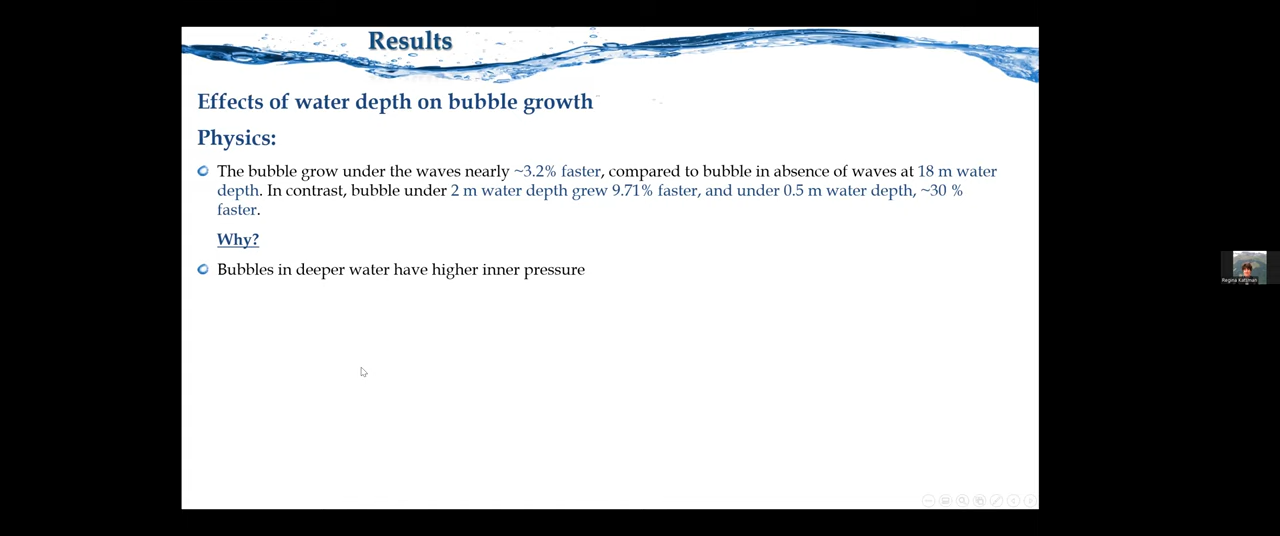 Results
Effects of water depth on bubble growth
Physics:
The bubble grow under the waves nearly ~3.2% faster, compared to bubble in absence of waves at 18 m water
depth. In contrast, bubble under 2 m water depth grew 9.71% faster, and under 0.5 m water depth, ~30 %
faster.
Why?
Bubbles in deeper water have higher inner pressure
Regina Katsman